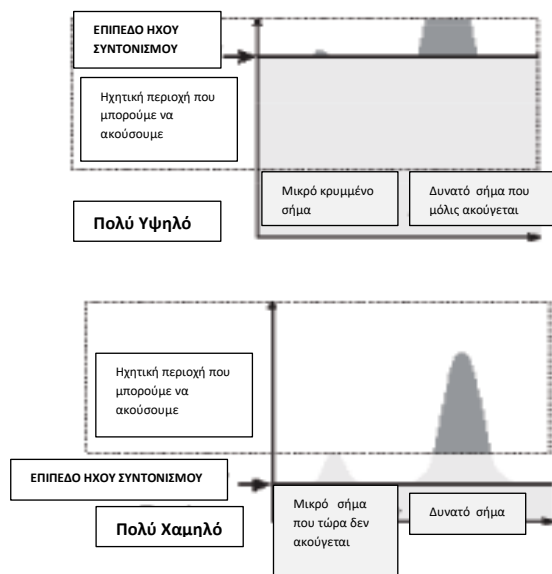 ΕΠΙΠΕΔΟ ΗΧΟΥ
ΣΥΝΤΟΝΙΣΜΟΥ
Ηχητική περιοχή που
μπορούμε να
ακούσουμε
Μικρό κρυμμένο
σήμα
Δυνατό σήμα που
μόλις ακούγεται
Πολύ Υψηλό
Ηχητική περιοχή που
μπορούμε να
ακούσουμε
ΕΠΙΠΕΔΟ ΗΧΟΥ ΣΥΝΤΟΝΙΣΜΟΥ
Μικρό σήμα
που τώρα δεν
ακούγεται
Δυνατό σήμα
Πολύ Χαμηλό